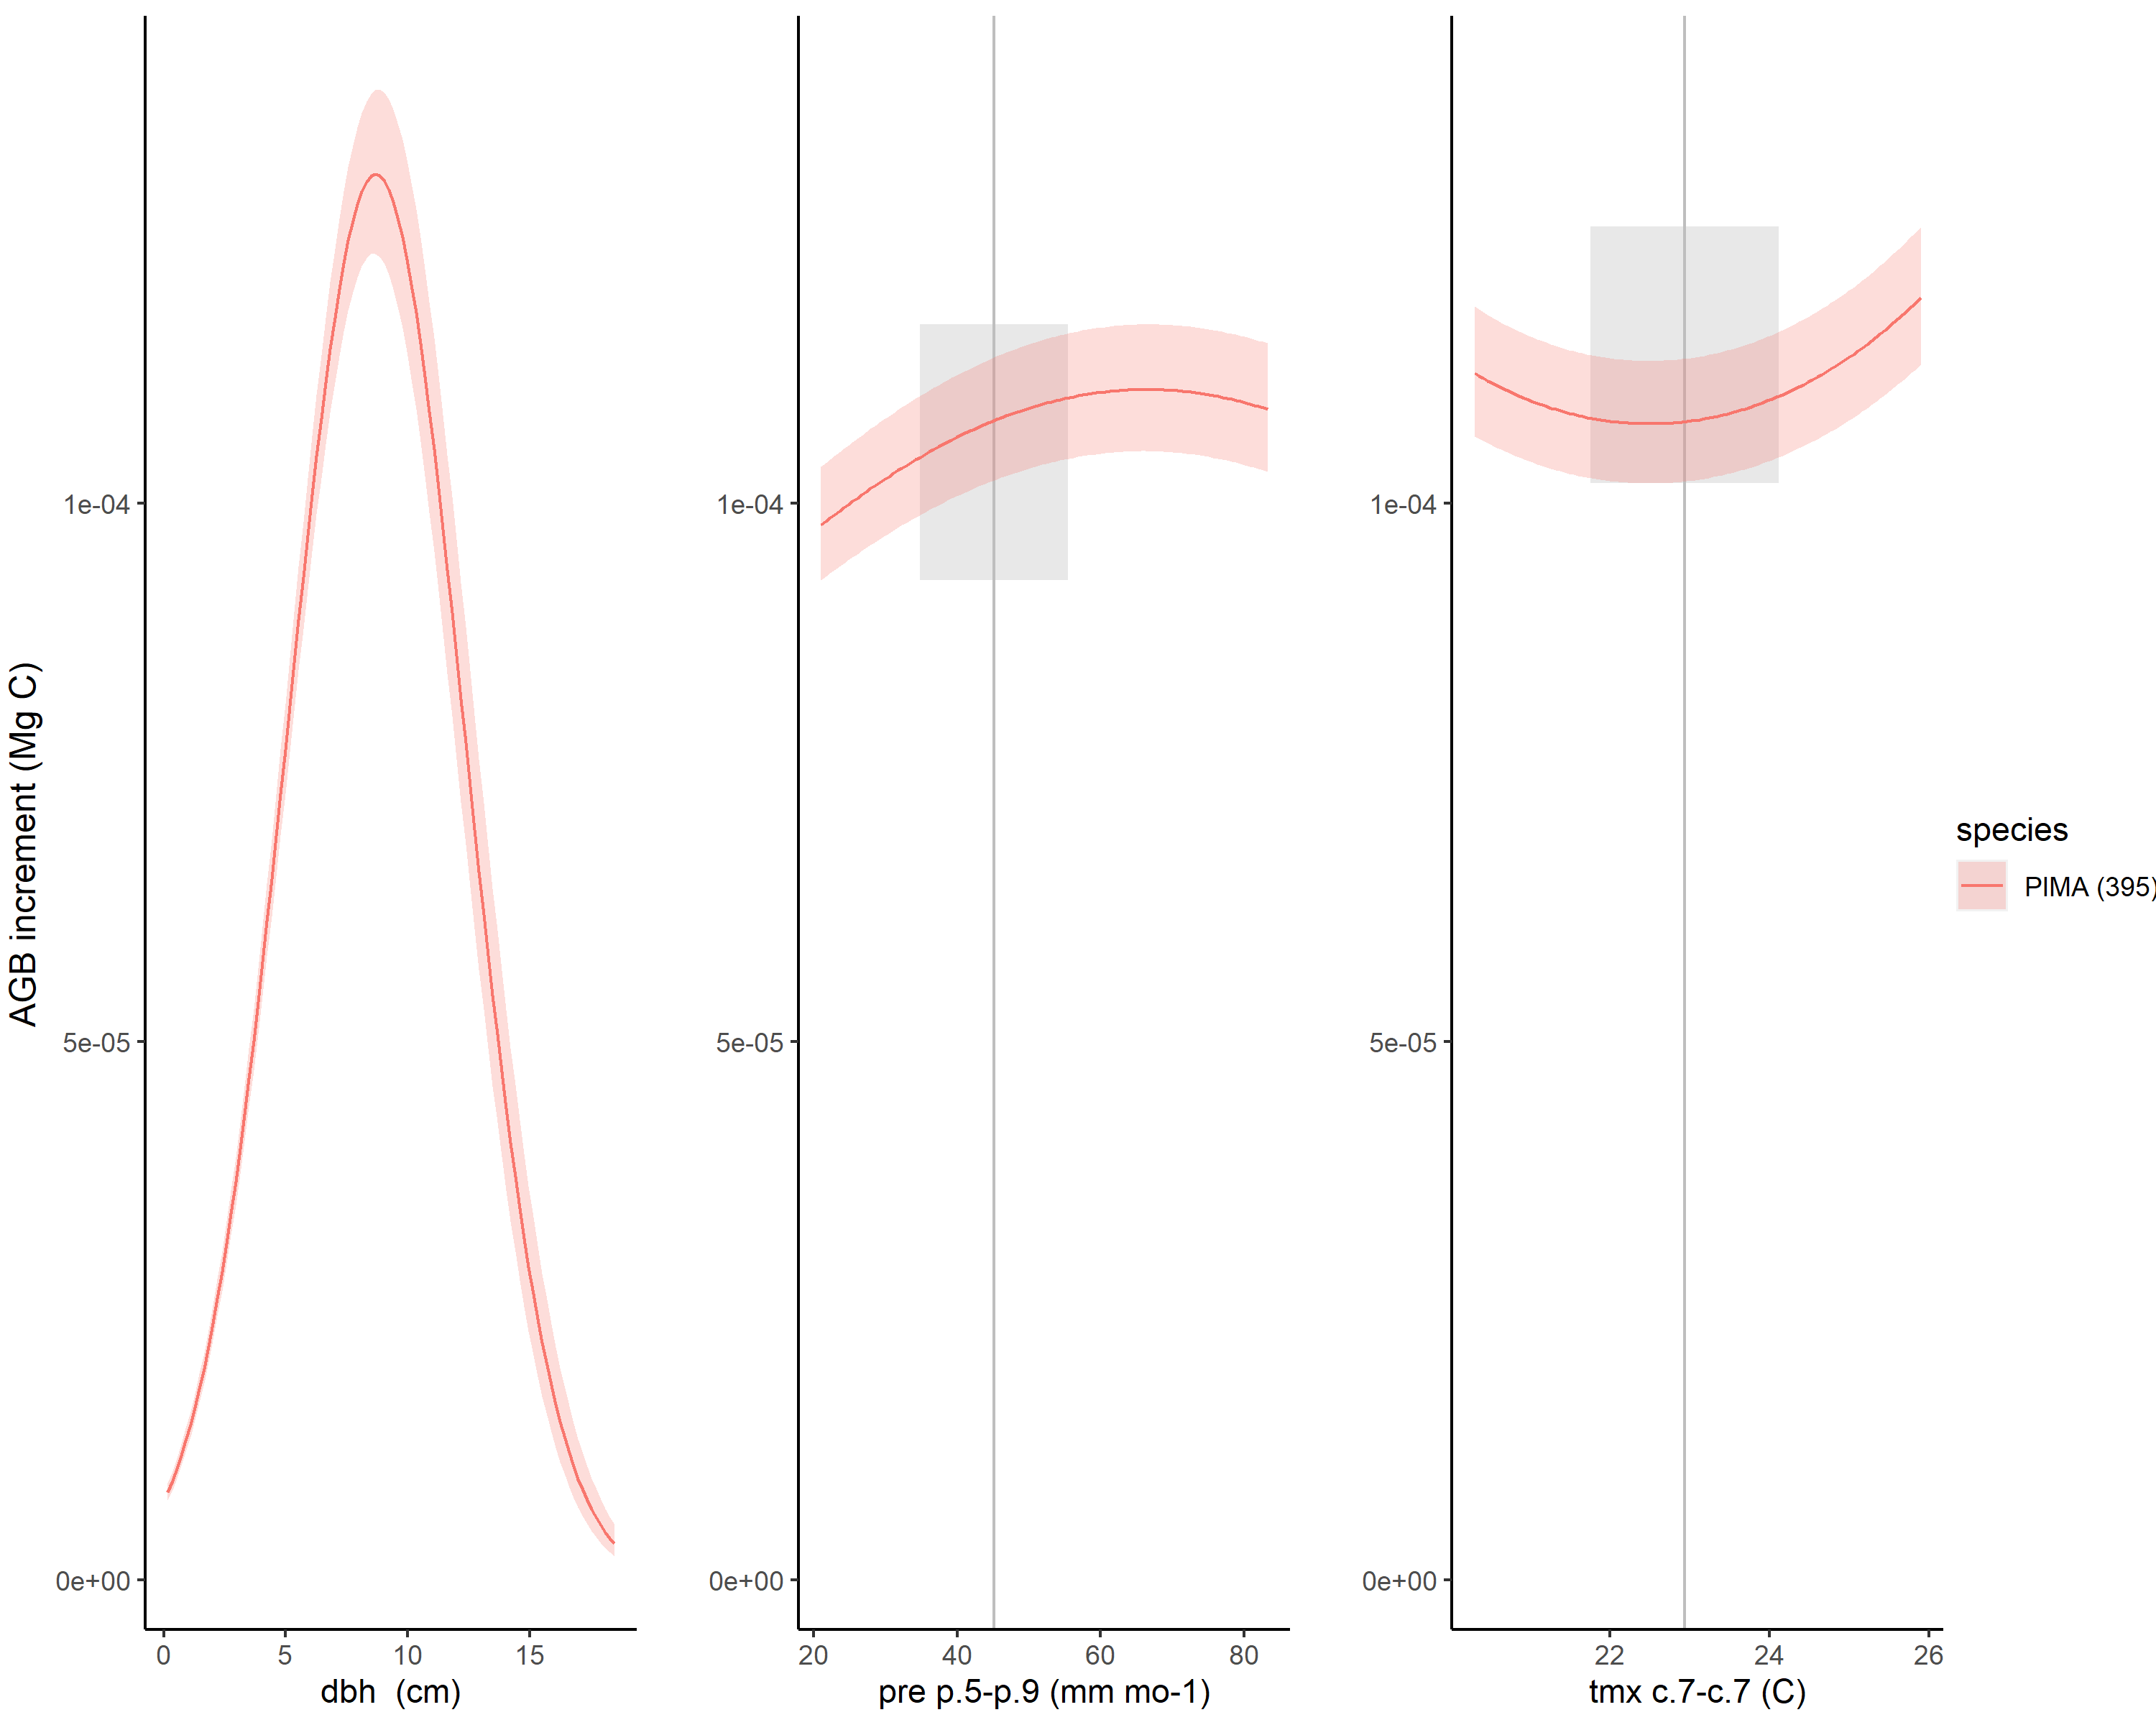 AGB increment (Mg C)
1e-04
5e-05
0e+00
0 5 10 15
dbh  (cm)
1e-04
5e-05
0e+00
20 40 60 80
pre p.5-p.9 (mm mo-1)
1e-04
5e-05
0e+00
22 24 26
tmx c.7-c.7 (C)
species
PIMA (395)